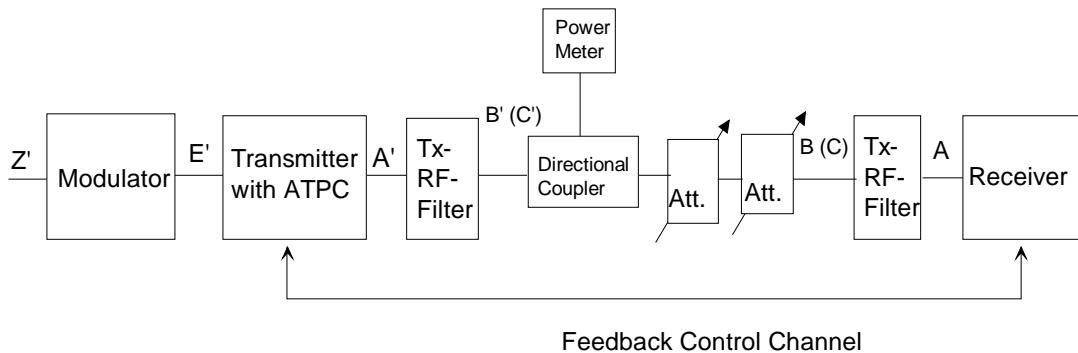 Power
Meter
B' (C')
Z'
Modulator
E'
Transmitter
with ATPC
A'
Tx-
RF-
Filter
Directional
Coupler
Att.
Att.
B (C)
Tx-
RF-
Filter
A
Receiver
Feedback Control Channel